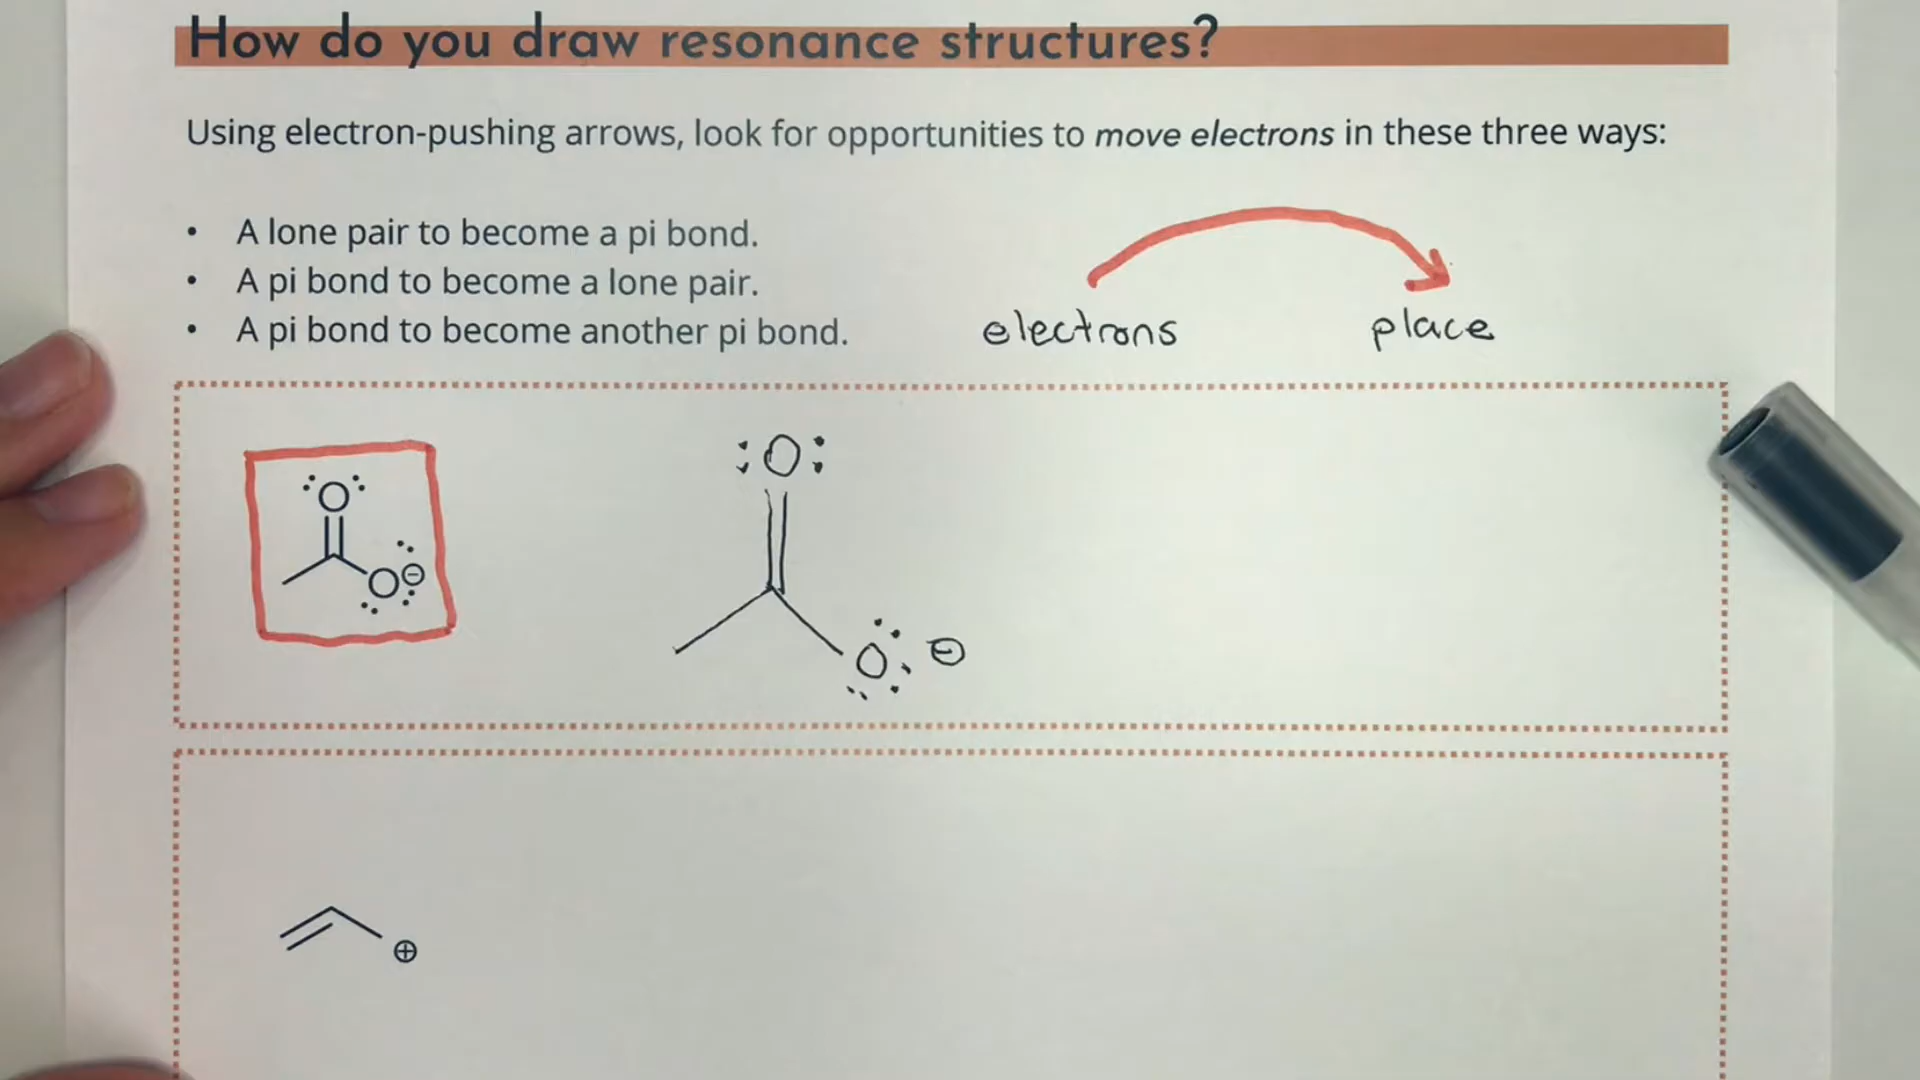 How do you draw resonance structures?
Using electron-pushing arrows, look for opportunities to move electrons in these three ways:
• A lone pair to become a pi bond.
• A pi bond to become a lone pair.
• A pi bond to become another pi bond.
electrons place
:O:
O
O⊖
O ⊖
⊕